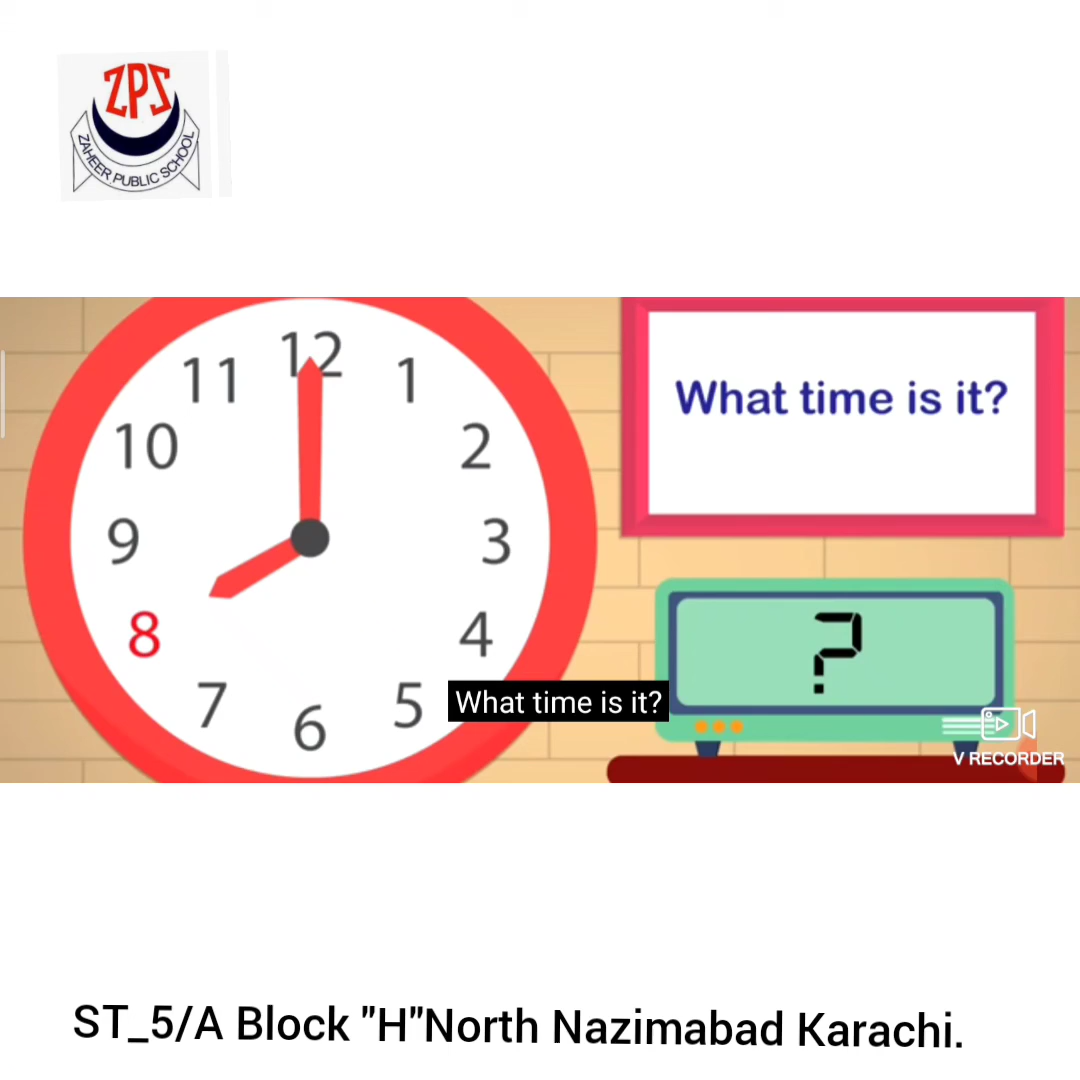 ZPS
ZAHEER PUBLIC SCHOOL
12
11
1
10
2
9
3
8
4
7
5
6
What time is it?
?
What time is it?
V RECORDER
ST_5/A Block "H"North Nazimabad Karachi.